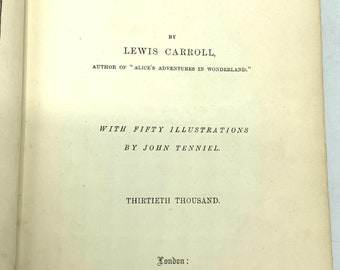 BY
LEWIS CARROLL,
AUTHOR OF "ALICE'S ADVENTURES IN WONDERLAND."
WITH FIFTY ILLUSTRATIONS
BY JOHN TENNIEL.
THIRTIETH THOUSAND.
London: